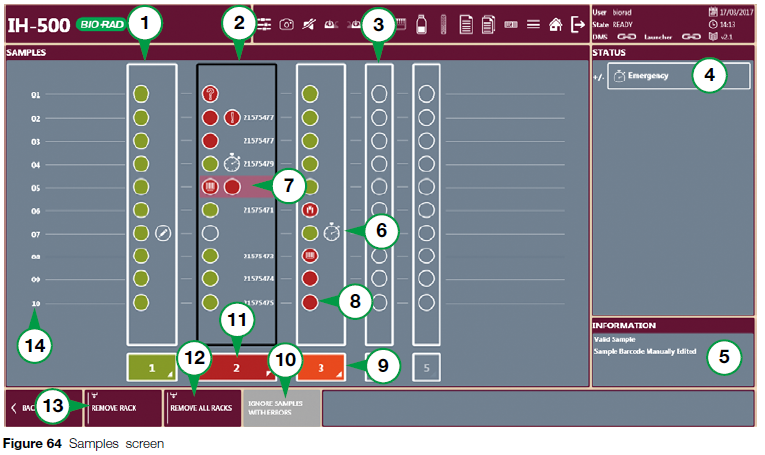 IH-500 BIO-RAD
User biorad 17/03/2017
State READY 14:13
DMS Launcher v2.1
1
2
3
SAMPLES
STATUS
+/- Emergency
4
01
02 21575477
03 21575477
04 21575479
05
7
06 21575471
07
6
08 21575473
09
10 21575475
8
14
11
12
10
9
1
2
3
5
INFORMATION
Valid Sample
Sample Barcode Manually Edited
5
13
REMOVE RACK
REMOVE ALL RACKS
IGNORE SAMPLES
WITH ERRORS
Figure 64 Samples screen